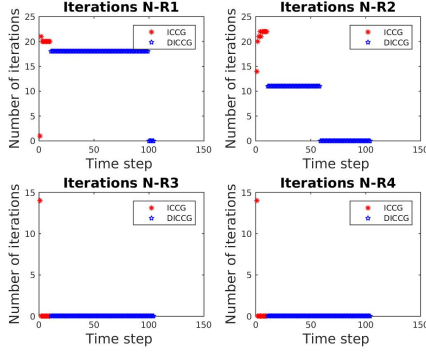 Iterations N-R1
Number of iterations
25
20
15
10
5
0
ICCG
DICCG
0 50 100 150
Time step
Iterations N-R2
Number of iterations
25
20
15
10
5
0
ICCG
DICCG
0 50 100 150
Time step
Iterations N-R3
Number of iterations
15
10
5
0
ICCG
DICCG
0 50 100 150
Time step
Iterations N-R4
Number of iterations
15
10
5
0
ICCG
DICCG
0 50 100 150
Time step